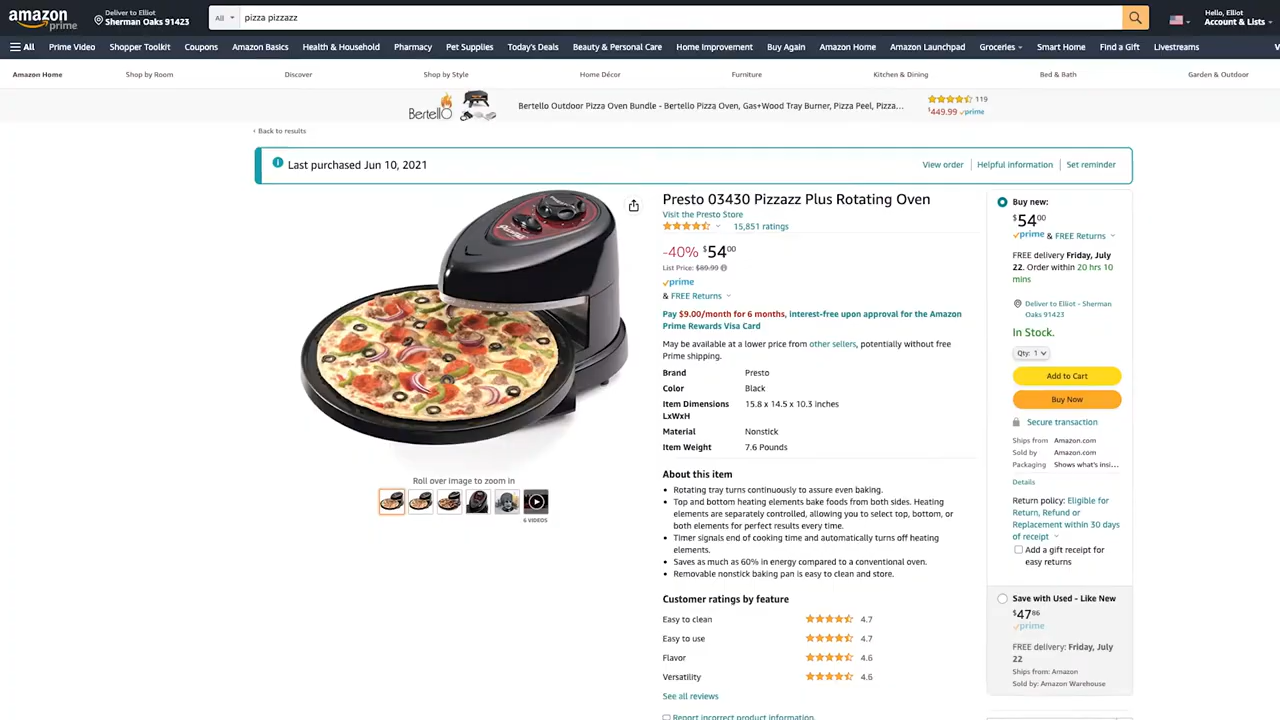 amazon prime
Deliver to Elliot
Sherman Oaks 91423
All
pizza pizzazz
Hello, Elliot
Account & Lists
All Prime Video Shopper Toolkit Coupons Amazon Basics Health & Household Pharmacy Pet Supplies Today's Deals Beauty & Personal Care Home Improvement Buy Again Amazon Home Amazon Launchpad Groceries Smart Home Find a Gift Livestreams V
Amazon Home Shop by Room Discover Shop by Style Home Décor Furniture Kitchen & Dining Bed & Bath Garden & Outdoor
Bertello
Bertello Outdoor Pizza Oven Bundle - Bertello Pizza Oven, Gas+Wood Tray Burner, Pizza Peel, Pizza…
119
$449.99 prime
‹ Back to results
Last purchased Jun 10, 2021
View order | Helpful information | Set reminder
Roll over image to zoom in
6 VIDEOS
Presto 03430 Pizzazz Plus Rotating Oven
Visit the Presto Store
15,851 ratings
-40% $54 00
List Price: $89.99
prime
& FREE Returns
Pay $9.00/month for 6 months, interest-free upon approval for the Amazon
Prime Rewards Visa Card
May be available at a lower price from other sellers, potentially without free
Prime shipping.
Brand Presto
Color Black
Item Dimensions 15.8 x 14.5 x 10.3 inches
LxWxH
Material Nonstick
Item Weight 7.6 Pounds
About this item
• Rotating tray turns continuously to assure even baking.
• Top and bottom heating elements bake foods from both sides. Heating
elements are separately controlled, allowing you to select top, bottom, or
both elements for perfect results every time.
• Timer signals end of cooking time and automatically turns off heating
elements.
• Saves as much as 60% in energy compared to a conventional oven.
• Removable nonstick baking pan is easy to clean and store.
Customer ratings by feature
Easy to clean 4.7
Easy to use 4.7
Flavor 4.6
Versatility 4.6
See all reviews
Report incorrect product information
Buy new:
$54 00
prime & FREE Returns
FREE delivery Friday, July
22. Order within 20 hrs 10
mins
Deliver to Elliot - Sherman
Oaks 91423
In Stock.
Qty: 1
Add to Cart
Buy Now
Secure transaction
Ships from Amazon.com
Sold by Amazon.com
Packaging Shows what's insi…
Details
Return policy: Eligible for
Return, Refund or
Replacement within 30 days
of receipt
Add a gift receipt for
easy returns
Save with Used - Like New
$47 86
prime
FREE delivery: Friday, July
22
Ships from: Amazon
Sold by: Amazon Warehouse